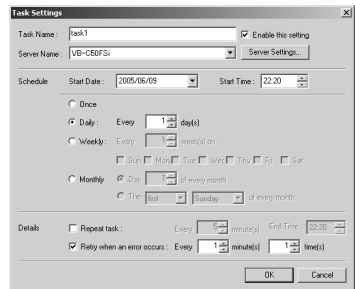 Task Settings
Task Name : task1 Enable this setting
Server Name : VB-C50FSi Server Settings...
Schedule Start Date : 2005/06/09 Start Time : 22:20
Once
Daily : Every 1 day(s)
Weekly : Every 1 week(s) on :
Sun Mon Tue Wed Thu Fri Sat
Monthly Day 1 of every month
The first Sunday of every month
Details Repeat task : Every 5 minute(s) End Time : 22:20
Retry when an error occurs : Every 1 minute(s) 1 time(s)
OK Cancel